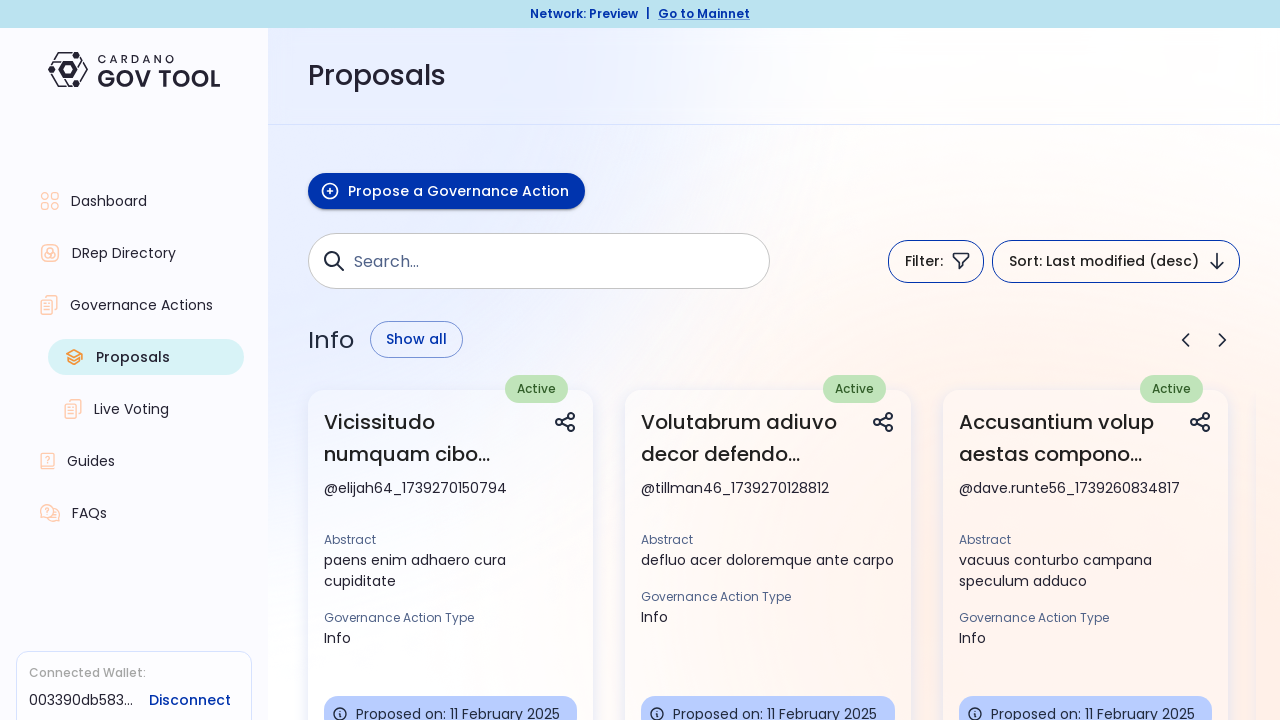 Network: Preview | Go to Mainnet
CARDANO
GOV TOOL
Proposals
Dashboard
DRep Directory
Governance Actions
Proposals
Live Voting
Guides
FAQs
Connected Wallet:
003390db583...
Disconnect
Propose a Governance Action
Search...
Filter:
Sort: Last modified (desc)
Info
Show all
Active
Vicissitudo
numquam cibo...
@elijah64_1739270150794
Abstract
paens enim adhaero cura
cupiditate
Governance Action Type
Info
Proposed on: 11 February 2025
Active
Volutabrum adiuvo
decor defendo...
@tillman46_1739270128812
Abstract
defluo acer doloremque ante carpo
Governance Action Type
Info
Proposed on: 11 February 2025
Active
Accusantium volup
aestas compono...
@dave.runte56_1739260834817
Abstract
vacuus conturbo campana
speculum adduco
Governance Action Type
Info
Proposed on: 11 February 2025